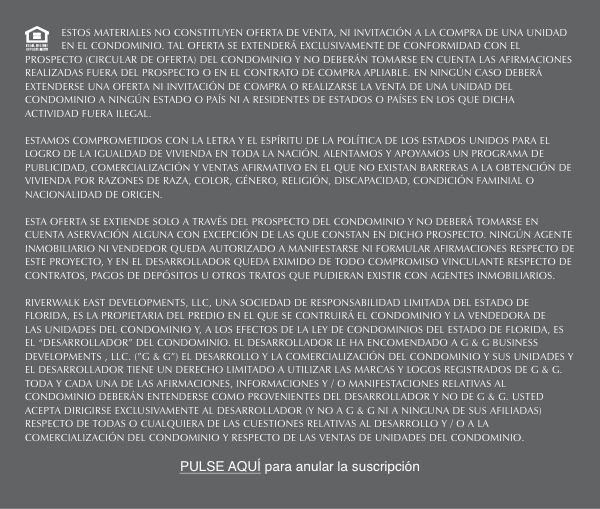 ESTOS MATERIALES NO CONSTITUYEN OFERTA DE VENTA, NI INVITACIÓN A LA COMPRA DE UNA UNIDAD
EN EL CONDOMINIO. TAL OFERTA SE EXTENDERÁ EXCLUSIVAMENTE DE CONFORMIDAD CON EL
PROSPECTO (CIRCULAR DE OFERTA) DEL CONDOMINIO Y NO DEBERÁN TOMARSE EN CUENTA LAS AFIRMACIONES
REALIZADAS FUERA DEL PROSPECTO O EN EL CONTRATO DE COMPRA APLIABLE. EN NINGÚN CASO DEBERÁ
EXTENDERSE UNA OFERTA NI INVITACIÓN DE COMPRA O REALIZARSE LA VENTA DE UNA UNIDAD DEL
CONDOMINIO A NINGÚN ESTADO O PAÍS NI A RESIDENTES DE ESTADOS O PAÍSES EN LOS QUE DICHA
ACTIVIDAD FUERA ILEGAL.
ESTAMOS COMPROMETIDOS CON LA LETRA Y EL ESPÍRITU DE LA POLÍTICA DE LOS ESTADOS UNIDOS PARA EL
LOGRO DE LA IGUALDAD DE VIVIENDA EN TODA LA NACIÓN. ALENTAMOS Y APOYAMOS UN PROGRAMA DE
PUBLICIDAD, COMERCIALIZACIÓN Y VENTAS AFIRMATIVO EN EL QUE NO EXISTAN BARRERAS A LA OBTENCIÓN DE
VIVIENDA POR RAZONES DE RAZA, COLOR, GÉNERO, RELIGIÓN, DISCAPACIDAD, CONDICIÓN FAMINIAL O
NACIONALIDAD DE ORIGEN.
ESTA OFERTA SE EXTIENDE SOLO A TRAVÉS DEL PROSPECTO DEL CONDOMINIO Y NO DEBERÁ TOMARSE EN
CUENTA ASERVACIÓN ALGUNA CON EXCEPCIÓN DE LAS QUE CONSTAN EN DICHO PROSPECTO. NINGÚN AGENTE
INMOBILIARIO NI VENDEDOR QUEDA AUTORIZADO A MANIFESTARSE NI FORMULAR AFIRMACIONES RESPECTO DE
ESTE PROYECTO, Y EN EL DESARROLLADOR QUEDA EXIMIDO DE TODO COMPROMISO VINCULANTE RESPECTO DE
CONTRATOS, PAGOS DE DEPÓSITOS U OTROS TRATOS QUE PUDIERAN EXISTIR CON AGENTES INMOBILIARIOS.
RIVERWALK EAST DEVELOPMENTS, LLC, UNA SOCIEDAD DE RESPONSABILIDAD LIMITADA DEL ESTADO DE
FLORIDA, ES LA PROPIETARIA DEL PREDIO EN EL QUE SE CONTRUIRÁ EL CONDOMINIO Y LA VENDEDORA DE
LAS UNIDADES DEL CONDOMINIO Y, A LOS EFECTOS DE LA LEY DE CONDOMINIOS DEL ESTADO DE FLORIDA, ES
EL “DESARROLLADOR” DEL CONDOMINIO. EL DESARROLLADOR LE HA ENCOMENDADO A G & G BUSINESS
DEVELOPMENTS , LLC. (“G & G”) EL DESARROLLO Y LA COMERCIALIZACIÓN DEL CONDOMINIO Y SUS UNIDADES Y
EL DESARROLLADOR TIENE UN DERECHO LIMITADO A UTILIZAR LAS MARCAS Y LOGOS REGISTRADOS DE G & G.
TODA Y CADA UNA DE LAS AFIRMACIONES, INFORMACIONES Y / O MANIFESTACIONES RELATIVAS AL
CONDOMINIO DEBERÁN ENTENDERSE COMO PROVENIENTES DEL DESARROLLADOR Y NO DE G & G. USTED
ACEPTA DIRIGIRSE EXCLUSIVAMENTE AL DESARROLLADOR (Y NO A G & G NI A NINGUNA DE SUS AFILIADAS)
RESPECTO DE TODAS O CUALQUIERA DE LAS CUESTIONES RELATIVAS AL DESARROLLO Y / O A LA
COMERCIALIZACIÓN DEL CONDOMINIO Y RESPECTO DE LAS VENTAS DE UNIDADES DEL CONDOMINIO.
PULSE AQUÍ para anular la suscripción